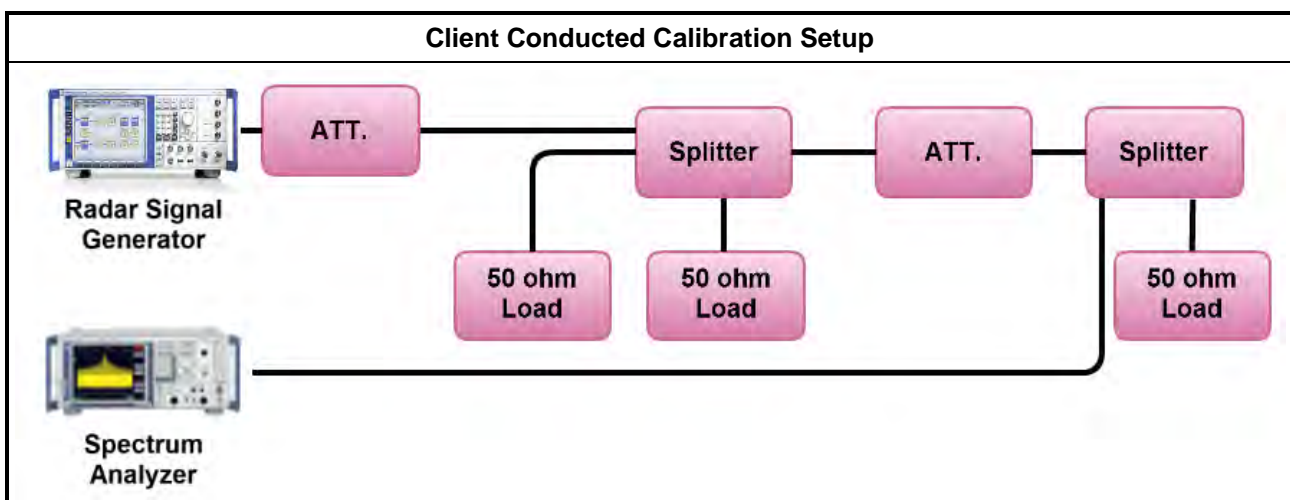 Client Conducted Calibration Setup
ATT.
Splitter
ATT.
Splitter
Radar Signal
Generator
50 ohm
Load
50 ohm
Load
50 ohm
Load
Spectrum
Analyzer